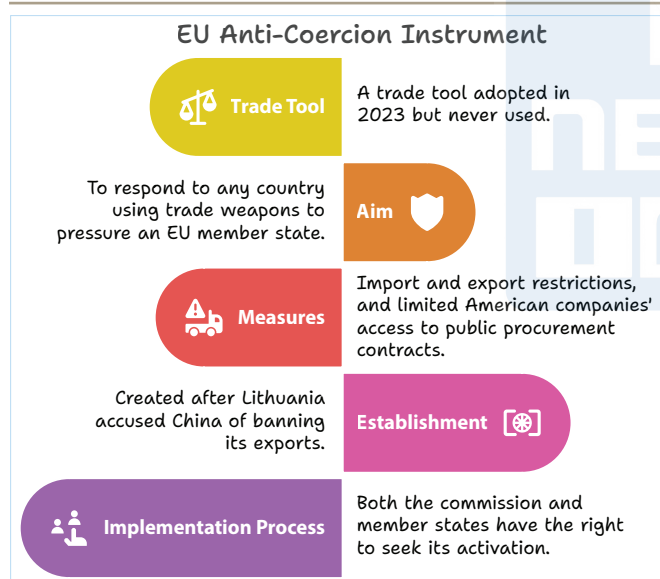 EU Anti-Coercion Instrument
Trade Tool
A trade tool adopted in
2023 but never used.
To respond to any country
using trade weapons to
pressure an EU member state.
Aim
Measures
Import and export restrictions,
and limited American companies'
access to public procurement
contracts.
Created after Lithuania
accused China of banning
its exports.
Establishment
Implementation Process
Both the commission and
member states have the right
to seek its activation.